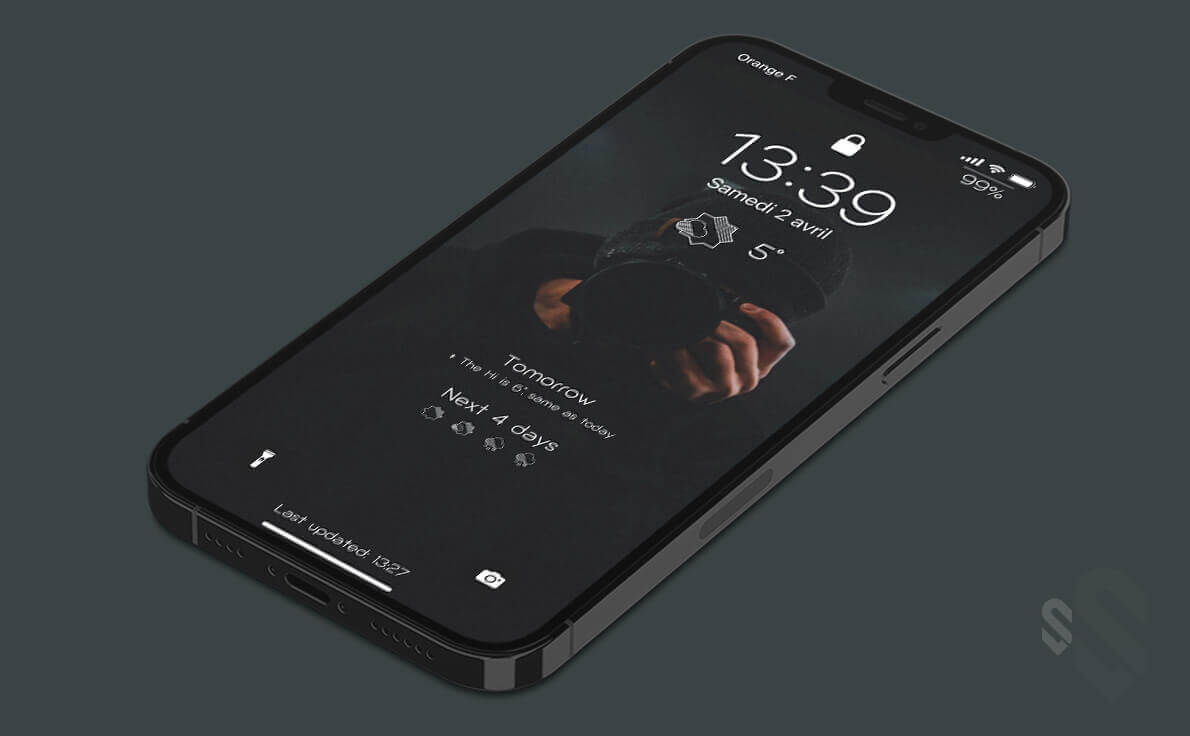 Orange F
99%
13:39
Samedi 2 avril
5°
Tomorrow
The Hi is 6°, same as today
Next 4 days
Last updated: 13:27